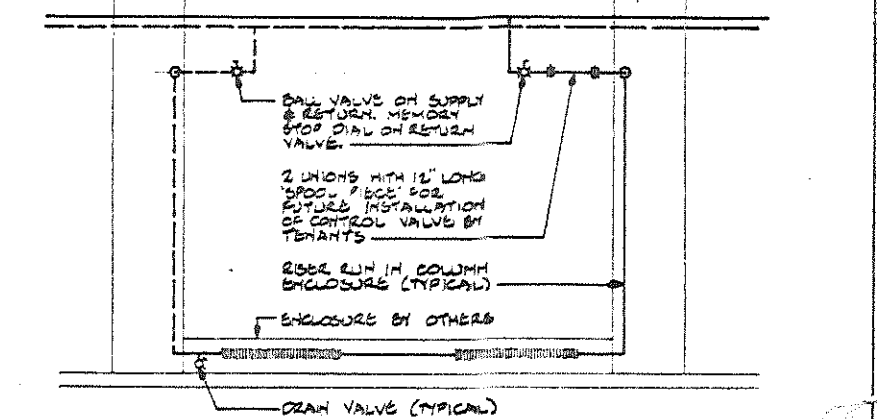 BALL VALVE ON SUPPLY
& RETURN. MEMORY
STOP DIAL ON RETURN
VALVE.
2 UNIONS WITH 12" LONG
'SPOOL PIECE' FOR
FUTURE INSTALLATION
OF CONTROL VALVE BY
TENANTS
RISER RUN IN COLUMN
ENCLOSURE (TYPICAL)
ENCLOSURE BY OTHERS
DRAIN VALVE (TYPICAL)